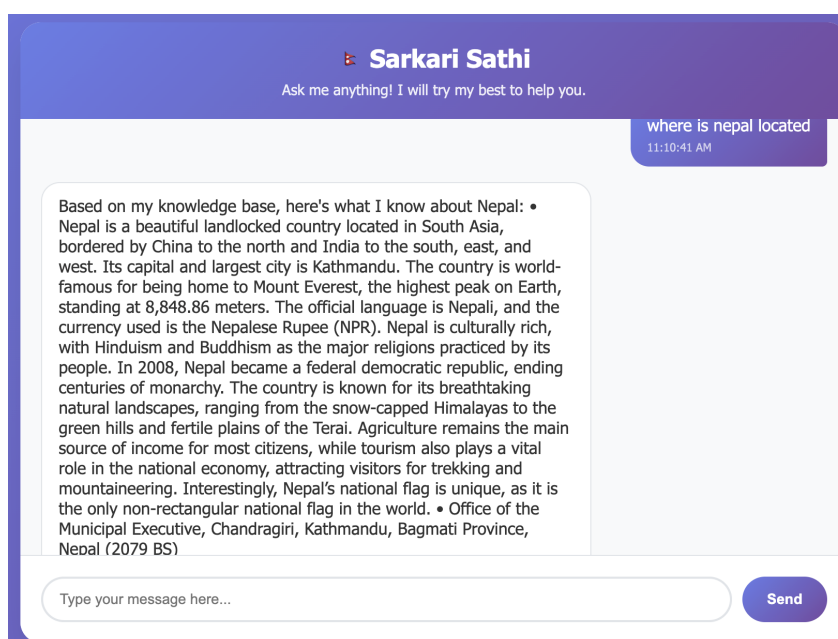 Sarkari Sathi
Ask me anything! I will try my best to help you.
where is nepal located
11:10:41 AM
Based on my knowledge base, here's what I know about Nepal: •
Nepal is a beautiful landlocked country located in South Asia,
bordered by China to the north and India to the south, east, and
west. Its capital and largest city is Kathmandu. The country is world-
famous for being home to Mount Everest, the highest peak on Earth,
standing at 8,848.86 meters. The official language is Nepali, and the
currency used is the Nepalese Rupee (NPR). Nepal is culturally rich,
with Hinduism and Buddhism as the major religions practiced by its
people. In 2008, Nepal became a federal democratic republic, ending
centuries of monarchy. The country is known for its breathtaking
natural landscapes, ranging from the snow-capped Himalayas to the
green hills and fertile plains of the Terai. Agriculture remains the main
source of income for most citizens, while tourism also plays a vital
role in the national economy, attracting visitors for trekking and
mountaineering. Interestingly, Nepal’s national flag is unique, as it is
the only non-rectangular national flag in the world. • Office of the
Municipal Executive, Chandragiri, Kathmandu, Bagmati Province,
Nepal (2079 BS)
Type your message here...
Send